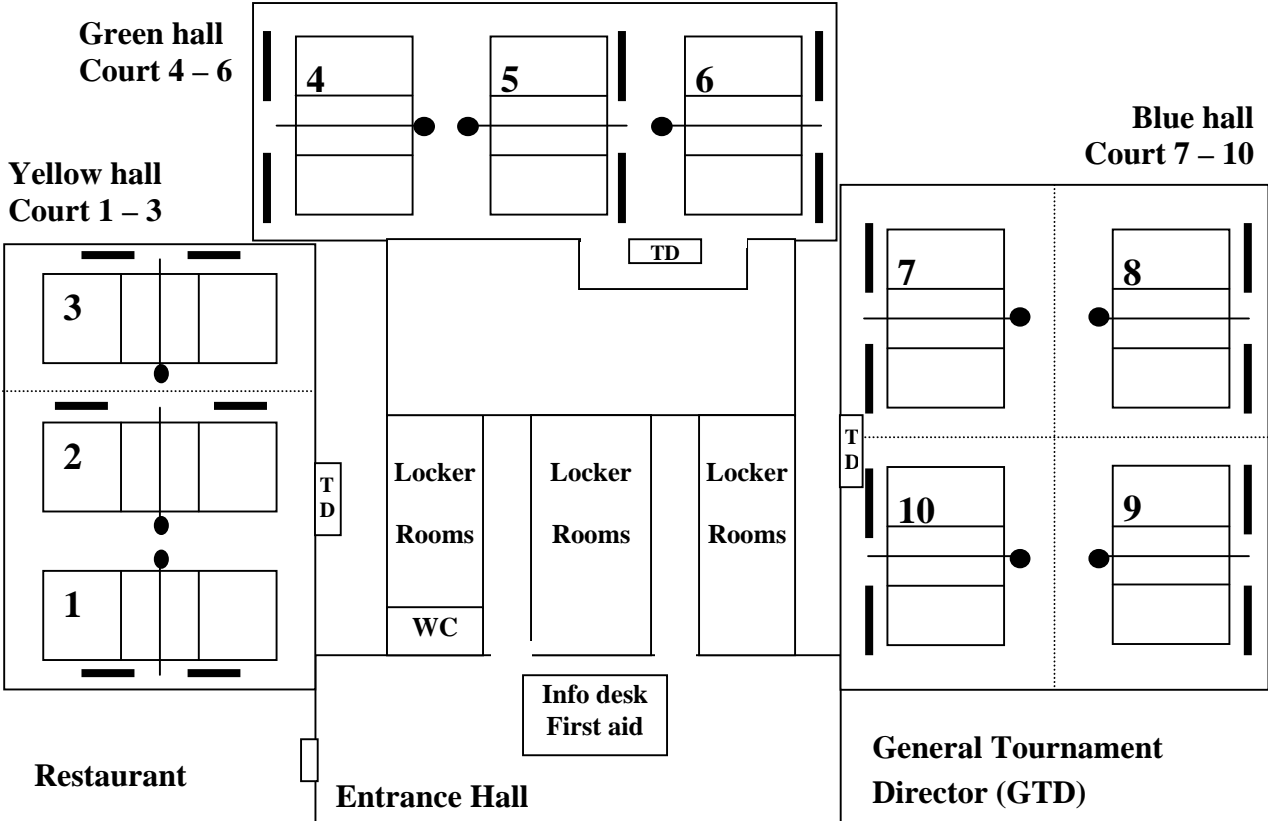 Green hall
Court 4 – 6
4
5
6
Blue hall
Court 7 – 10
Yellow hall
Court 1 – 3
TD
3
7
8
2
T
D
Locker
Rooms
Locker
Rooms
Locker
Rooms
T
D
10
9
1
WC
Info desk
First aid
Restaurant
Entrance Hall
General Tournament
Director (GTD)